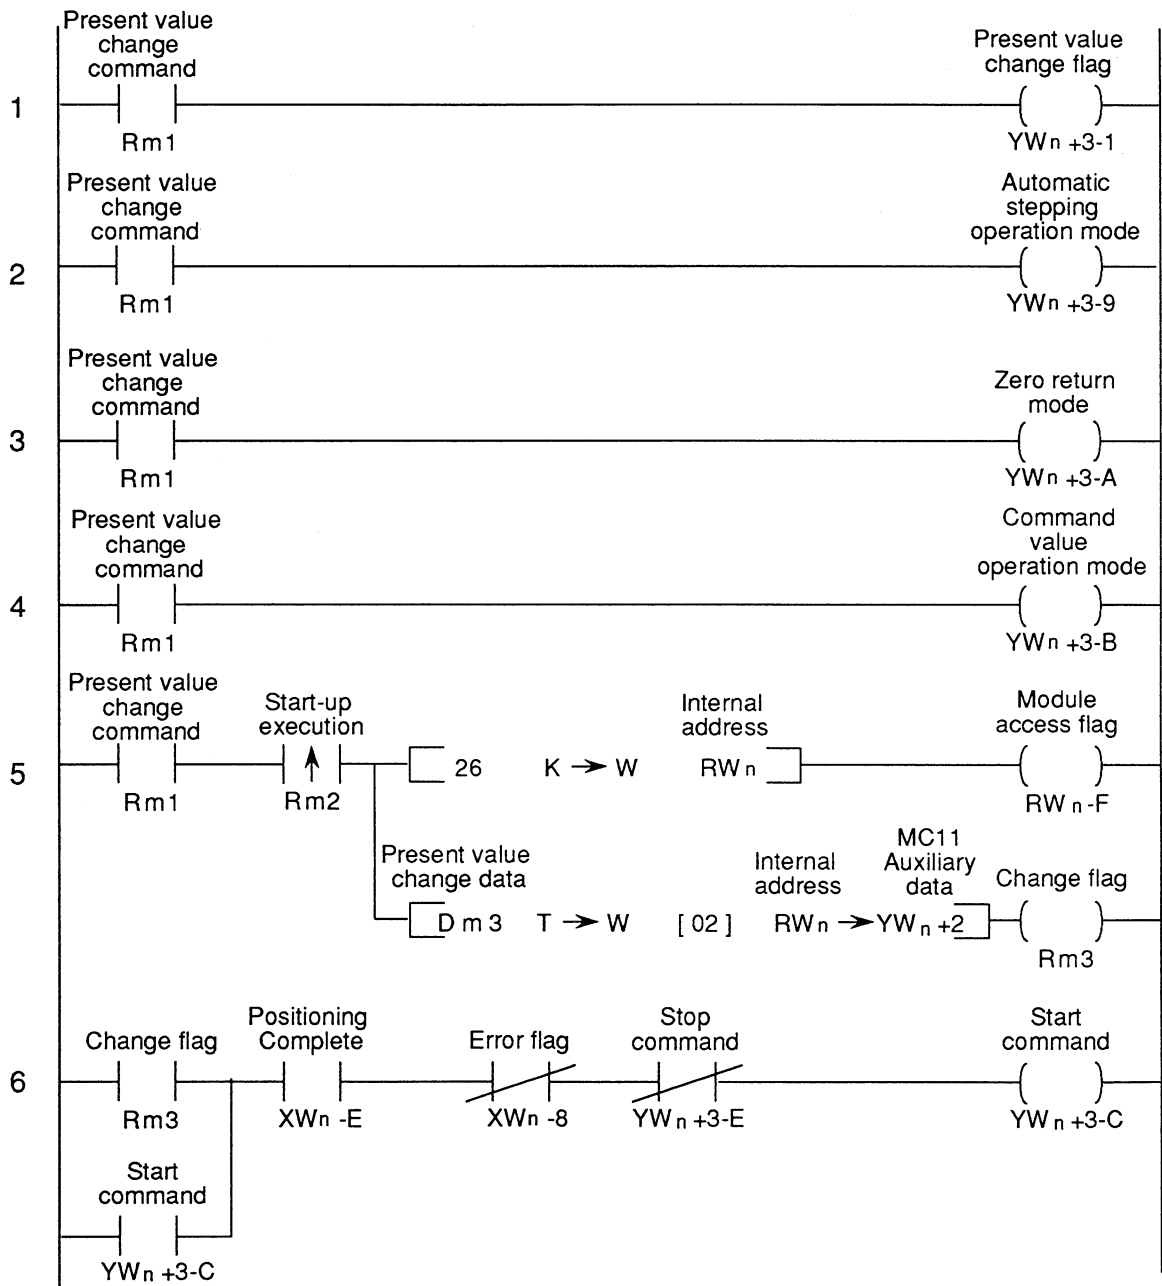 Present value
change
command
Present value
change flag
1
Rm1
YWn +3-1
Present value
change
command
Automatic
stepping
operation mode
2
Rm1
YWn +3-9
Present value
change
command
Zero return
mode
3
Rm1
YWn +3-A
Present value
change
command
Command
value
operation mode
4
Rm1
YWn +3-B
Present value
change
command
Start-up
execution
Internal
address
Module
access flag
5
26 K → W RWn
Rm1
Rm2
RWn-F
Present value
change data
Internal
address
MC11
Auxiliary
data
Change flag
Dm3 T → W [02] RWn → YWn+2
Rm3
Change flag
Positioning
Complete
Error flag
Stop
command
Start
command
6
Rm3
XWn -E
XWn -8
YWn +3-E
YWn +3-C
Start
command
YWn +3-C